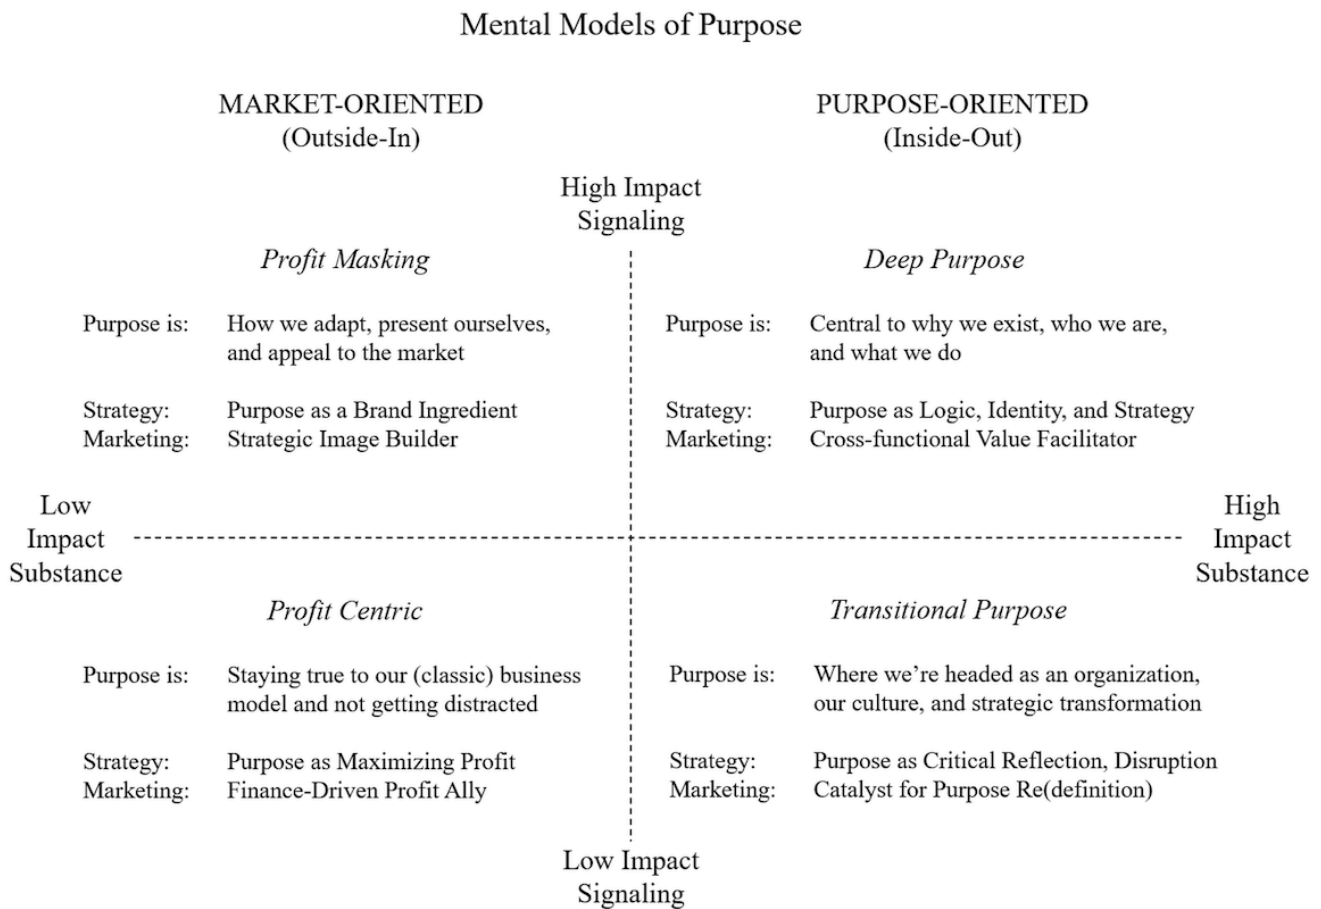 Mental Models of Purpose
MARKET-ORIENTED
(Outside-In)
PURPOSE-ORIENTED
(Inside-Out)
High Impact
Signaling
Profit Masking
Purpose is: How we adapt, present ourselves,
and appeal to the market
Strategy: Purpose as a Brand Ingredient
Marketing: Strategic Image Builder
Deep Purpose
Purpose is: Central to why we exist, who we are,
and what we do
Strategy: Purpose as Logic, Identity, and Strategy
Marketing: Cross-functional Value Facilitator
Low
Impact
Substance
High
Impact
Substance
Profit Centric
Purpose is: Staying true to our (classic) business
model and not getting distracted
Strategy: Purpose as Maximizing Profit
Marketing: Finance-Driven Profit Ally
Transitional Purpose
Purpose is: Where we’re headed as an organization,
our culture, and strategic transformation
Strategy: Purpose as Critical Reflection, Disruption
Marketing: Catalyst for Purpose Re(definition)
Low Impact
Signaling